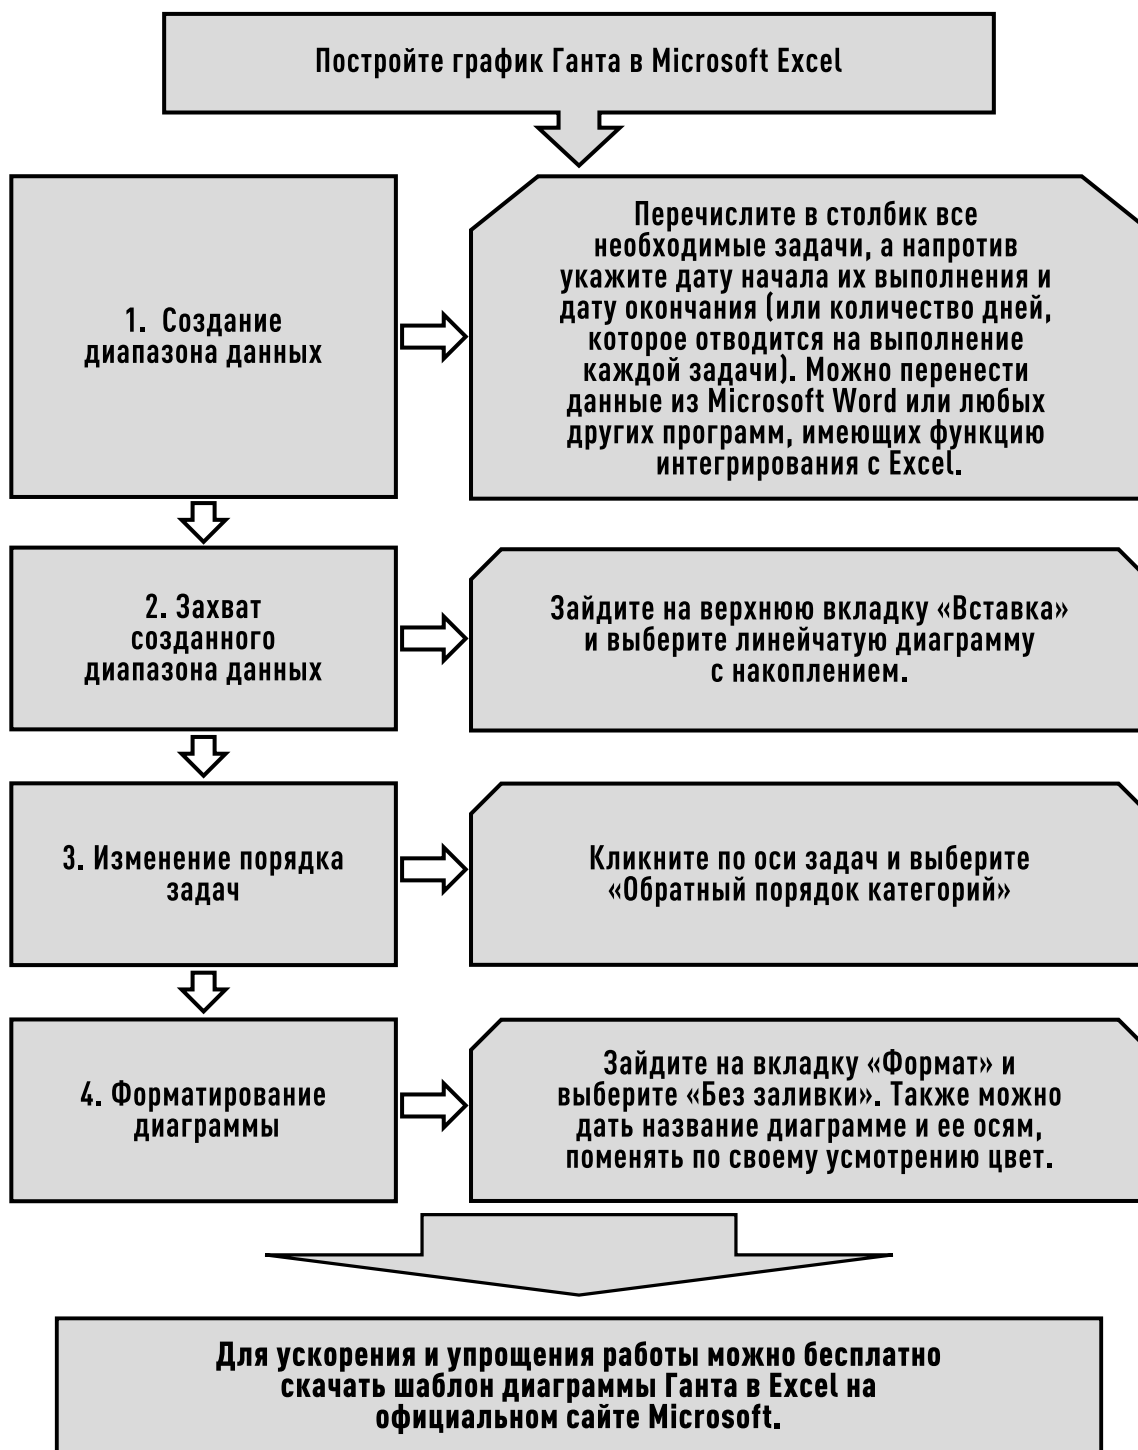 Постройте график Ганта в Microsoft Excel
1. Создание
диапазона данных
Перечислите в столбик все
необходимые задачи, а напротив
укажите дату начала их выполнения и
дату окончания (или количество дней,
которое отводится на выполнение
каждой задачи). Можно перенести
данные из Microsoft Word или любых
других программ, имеющих функцию
интегрирования с Excel.
2. Захват
созданного
диапазона данных
Зайдите на верхнюю вкладку «Вставка»
и выберите линейчатую диаграмму
с накоплением.
3. Изменение порядка
задач
Кликните по оси задач и выберите
«Обратный порядок категорий»
4. Форматирование
диаграммы
Зайдите на вкладку «Формат» и
выберите «Без заливки». Также можно
дать название диаграмме и ее осям,
поменять по своему усмотрению цвет.
Для ускорения и упрощения работы можно бесплатно
скачать шаблон диаграммы Ганта в Excel на
официальном сайте Microsoft.